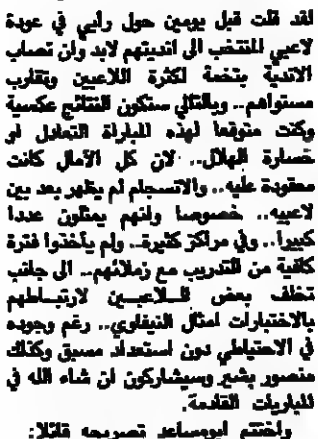 لقد قلت قبل يومين حول رأيي في عودة
لاعبي المنتخب الى انديتهم لابد وان تصاب
الاندية بتخمة لكثرة اللاعبين وتقارب
مستواهم.. وبالتالي ستكون النتائج عكسية
وكنت متوقعا لهذه المباراة التعادل او
خسارة الهلال.. لان كل الآمال كانت
معقودة عليه.. والانسجام لم يظهر بعد بين
لاعبيه.. خصوصا وانهم يمثلون عددا
كبيرا.. وفي مراكز كثيرة.. ولم يأخذوا فترة
كافية من التدريب مع زملائهم.. الى جانب
تخلف بعض اللاعبين لارتباطهم
بالاختبارات امثال النيفاوي.. رغم وجوده
في الاحتياطي دون استعداد مسبق وكذلك
منصور بشير وسيشاركون ان شاء الله في
المباريات القادمة.
واختتم ابومساعد تصريحه قائلا: